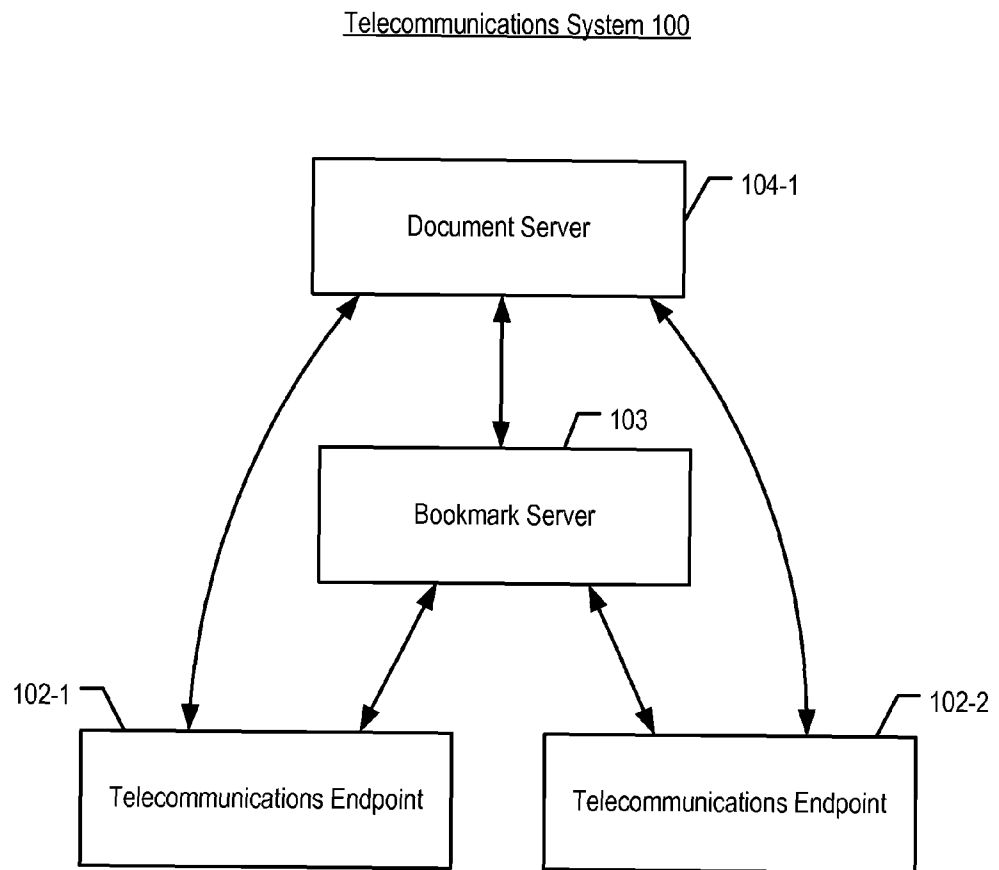 Telecommunications System 100
104-1
Document Server
103
Bookmark Server
102-1
102-2
Telecommunications Endpoint
Telecommunications Endpoint